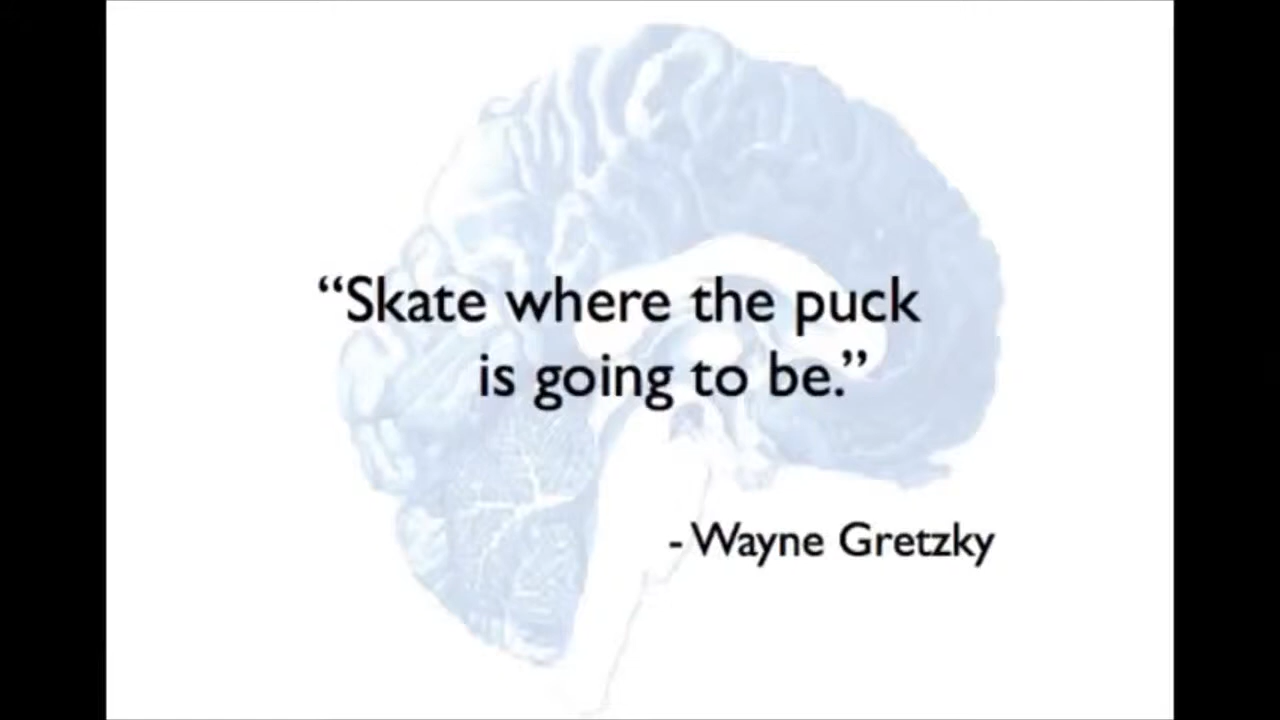 “Skate where the puck
is going to be.”
- Wayne Gretzky